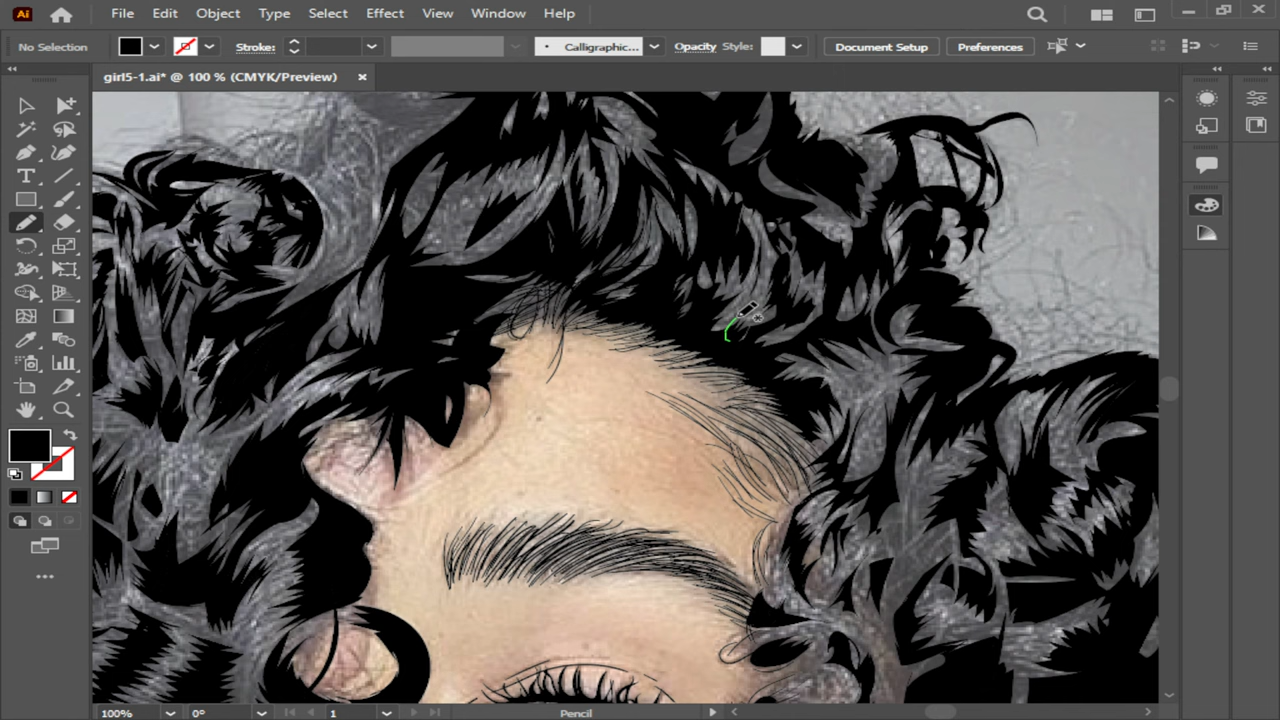 Ai File Edit Object Type Select Effect View Window Help
No Selection Stroke: Calligraphic... Opacity Style: Document Setup Preferences
girl5-1.ai* @ 100 % (CMYK/Preview)
100% 0° 1 Pencil